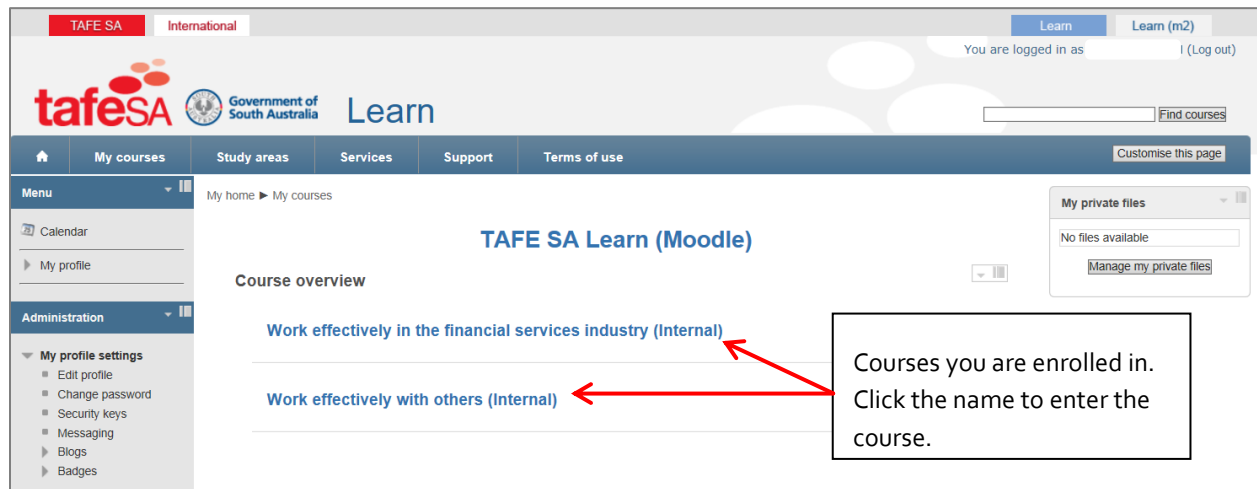 TAFE SA International Learn Learn (m2)
You are logged in as l (Log out)
tafeSA Government of South Australia Learn
Find courses
My courses Study areas Services Support Terms of use Customise this page
Menu
Calendar
My profile
Administration
My profile settings
Edit profile
Change password
Security keys
Messaging
Blogs
Badges
My home ► My courses
TAFE SA Learn (Moodle)
Course overview
Work effectively in the financial services industry (Internal)
Work effectively with others (Internal)
Courses you are enrolled in.
Click the name to enter the
course.
My private files
No files available
Manage my private files